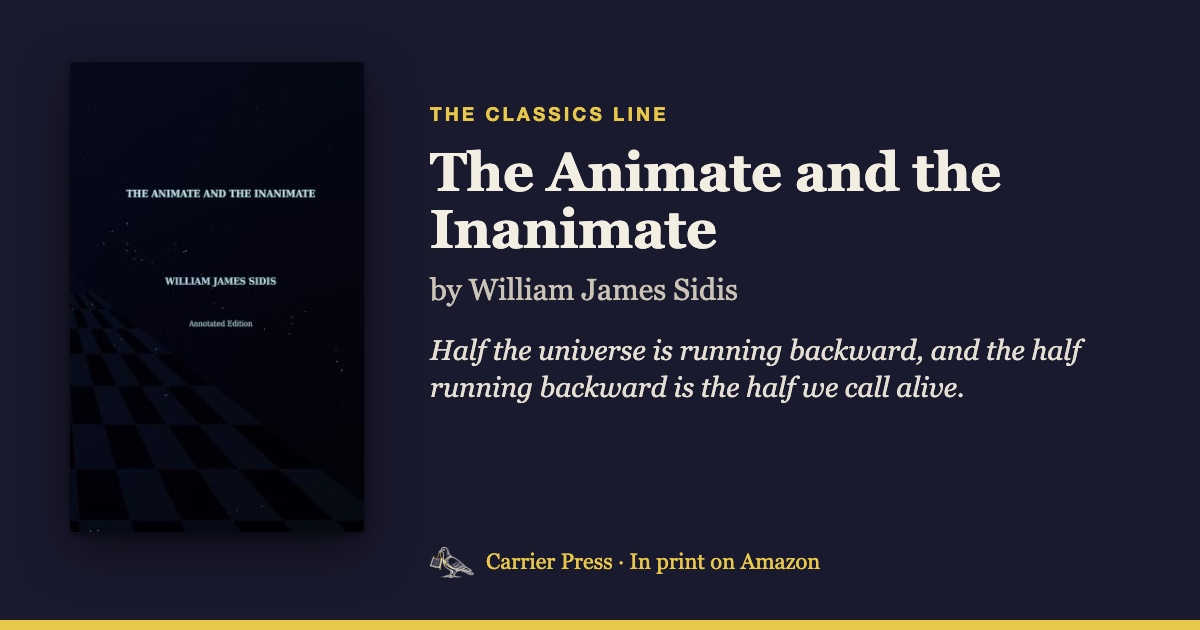 THE ANIMATE AND THE INANIMATE
WILLIAM JAMES SIDIS
Annotated Edition
THE CLASSICS LINE
The Animate and the
Inanimate
by William James Sidis
Half the universe is running backward, and the half
running backward is the half we call alive.
Carrier Press · In print on Amazon